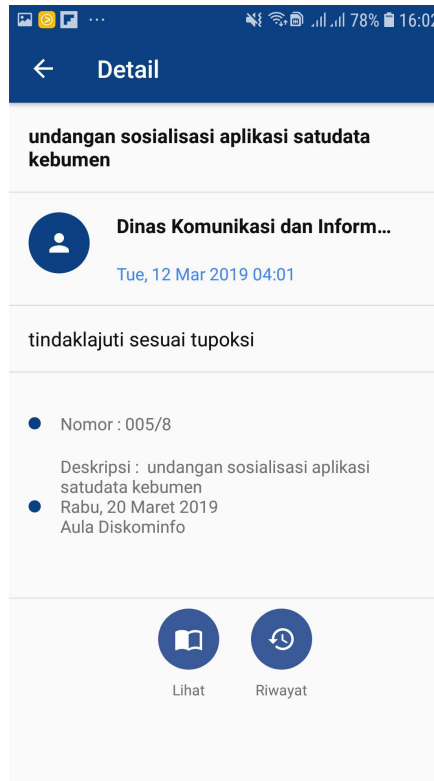 78% 16:02
Detail
undangan sosialisasi aplikasi satudata
kebumen
Dinas Komunikasi dan Inform...
Tue, 12 Mar 2019 04:01
tindaklajuti sesuai tupoksi
Nomor : 005/8
Deskripsi : undangan sosialisasi aplikasi
satudata kebumen
Rabu, 20 Maret 2019
Aula Diskominfo
Lihat
Riwayat